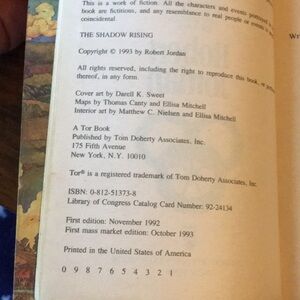 This is a work of fiction. All the characters and events portrayed
book are fictitious, and any resemblance to real people or events is
coincidental
THE SHADOW RISING
Copyright © 1993 by Robert Jordan
All rights reserved, including the right to reproduce this book, or
thereof, in any form.
Cover art by Darell K. Sweet
Maps by Thomas Canty and Ellisa Mitchell
Interior art by Matthew C. Nielsen and Ellisa Mitchell
A Tor Book
Published by Tom Doherty Associates, Inc.
175 Fifth Avenue
New York, N.Y. 10010
Tor® is a registered trademark of Tom Doherty Associates, Inc.
ISBN: 0-812-51373-8
Library of Congress Catalog Card Number: 92-24134
First edition: November 1992
First mass market edition: October 1993
Printed in the United States of America
0 9 8 7 6 5 4 3 2 1